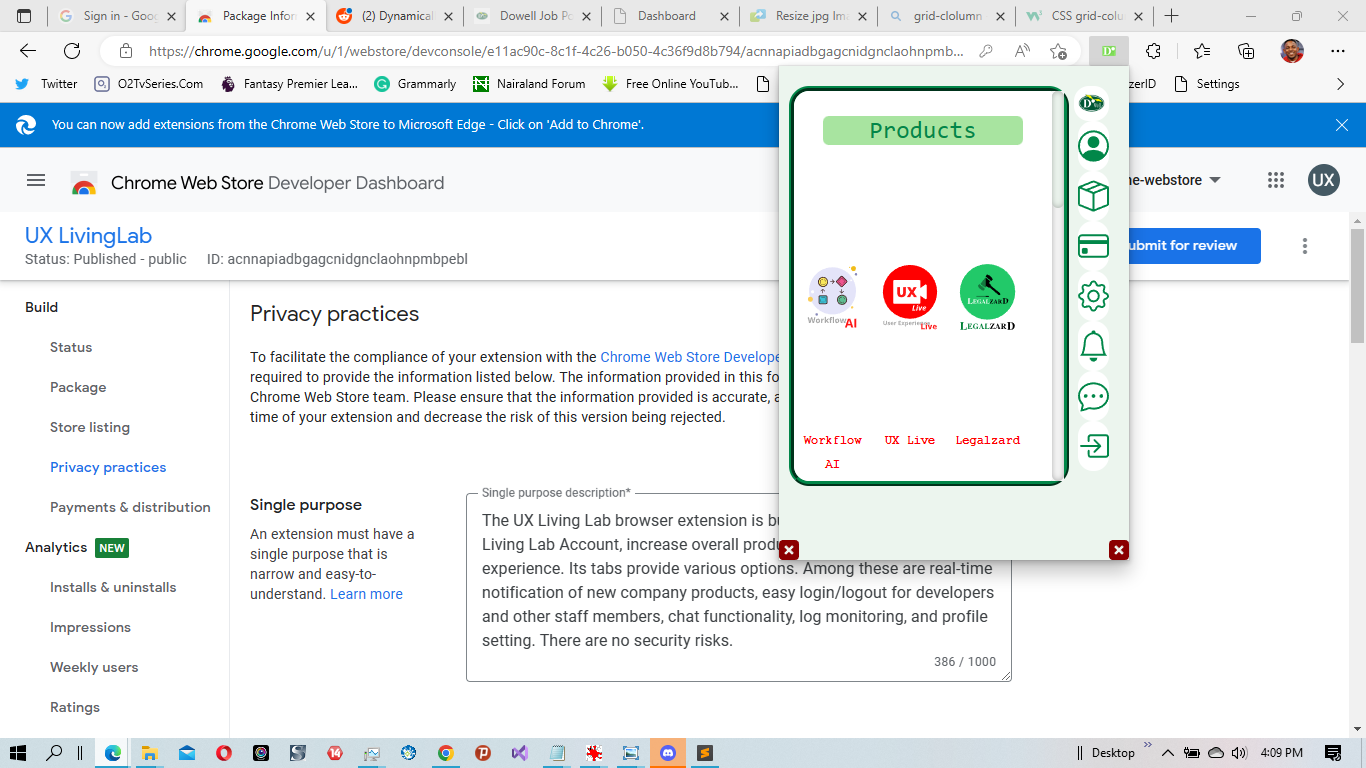 Sign in - Goog
Package Inform
(2) Dynamicall
Dowell Job Po
Dashboard
Resize jpg Ima
grid-clolumn
CSS grid-colu
https://chrome.google.com/u/1/webstore/devconsole/e11ac90c-8c1f-4c26-b050-4c36f9d8b794/acnnapiadbgagcnidgnclaohnpmb...
Twitter
O2TvSeries.Com
Fantasy Premier Lea...
Grammarly
Nairaland Forum
Free Online YouTub...
zerID
Settings
You can now add extensions from the Chrome Web Store to Microsoft Edge - Click on 'Add to Chrome'.
Chrome Web Store Developer Dashboard
ne-webstore
UX
UX LivingLab
Status: Published - public
ID: acnnapiadbgagcnidgnclaohnpmbpebl
ubmit for review
Build
Status
Package
Store listing
Privacy practices
Payments & distribution
Analytics NEW
Installs & uninstalls
Impressions
Weekly users
Ratings
Privacy practices
To facilitate the compliance of your extension with the Chrome Web Store Develope
required to provide the information listed below. The information provided in this fo
Chrome Web Store team. Please ensure that the information provided is accurate, a
time of your extension and decrease the risk of this version being rejected.
Single purpose
An extension must have a
single purpose that is
narrow and easy-to-
understand. Learn more
Single purpose description*
The UX Living Lab browser extension is bu
Living Lab Account, increase overall produ
experience. Its tabs provide various options. Among these are real-time
notification of new company products, easy login/logout for developers
and other staff members, chat functionality, log monitoring, and profile
setting. There are no security risks.
386 / 1000
Products
Workflow AI
UX Live
User Experience Live
LEGALZARD
LEGALZARD
Workflow
AI
UX Live
Legalzard
14
Desktop
4:09 PM